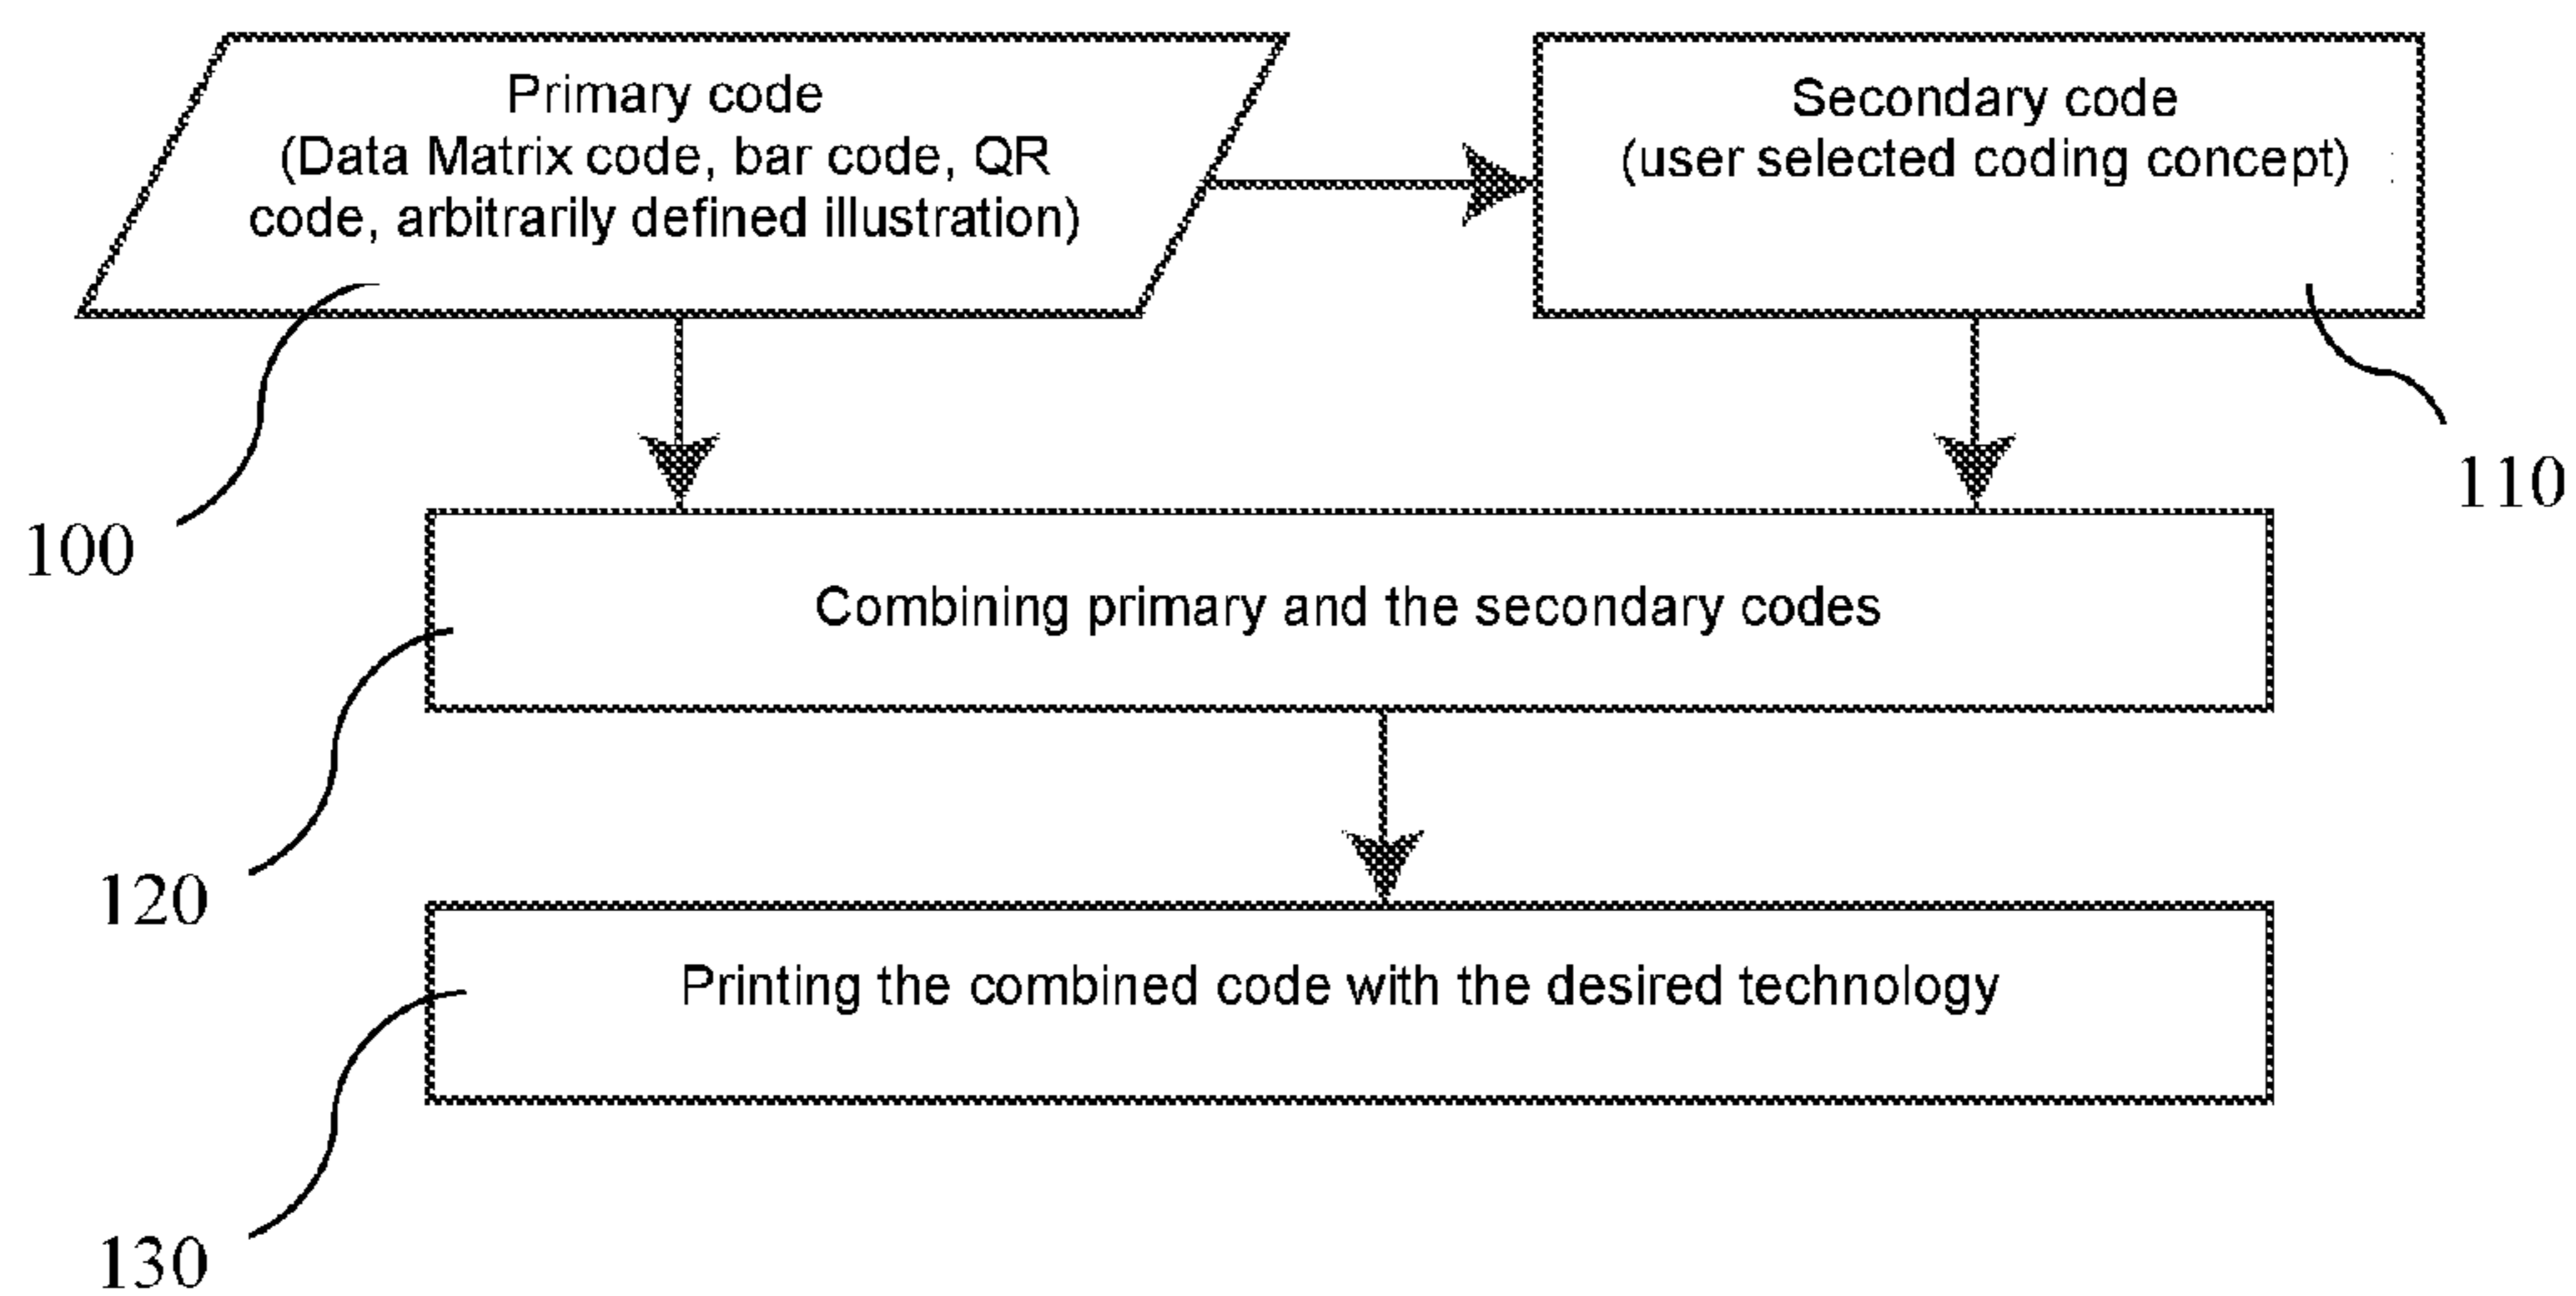 Primary code
(Data Matrix code, bar code, QR
code, arbitrarily defined illustration)
Secondary code
(user selected coding concept)
100
110
Combining primary and the secondary codes
120
Printing the combined code with the desired technology
130